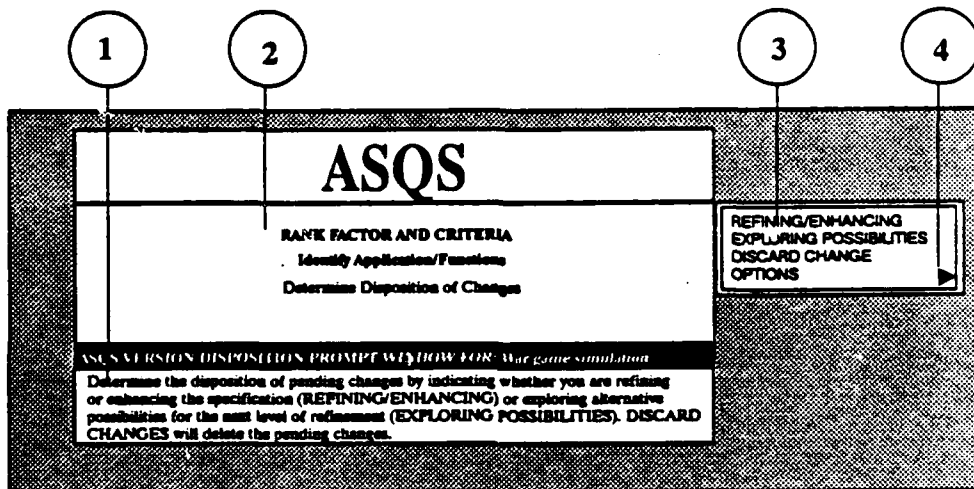 1 2 3 4
ASQS
RANK FACTOR AND CRITERIA
Identify Application/Functions
Determine Disposition of Changes
REFINING/ENHANCING
EXPLORING POSSIBILITIES
DISCARD CHANGE
OPTIONS
ASQS VERSION DISPOSITION PROMPT WINDOW FOR: War game simulation
Determine the disposition of pending changes by indicating whether you are refining
or enhancing the specification (REFINING/ENHANCING) or exploring alternative
possibilities for the next level of refinement (EXPLORING POSSIBILITIES). DISCARD
CHANGES will delete the pending changes.